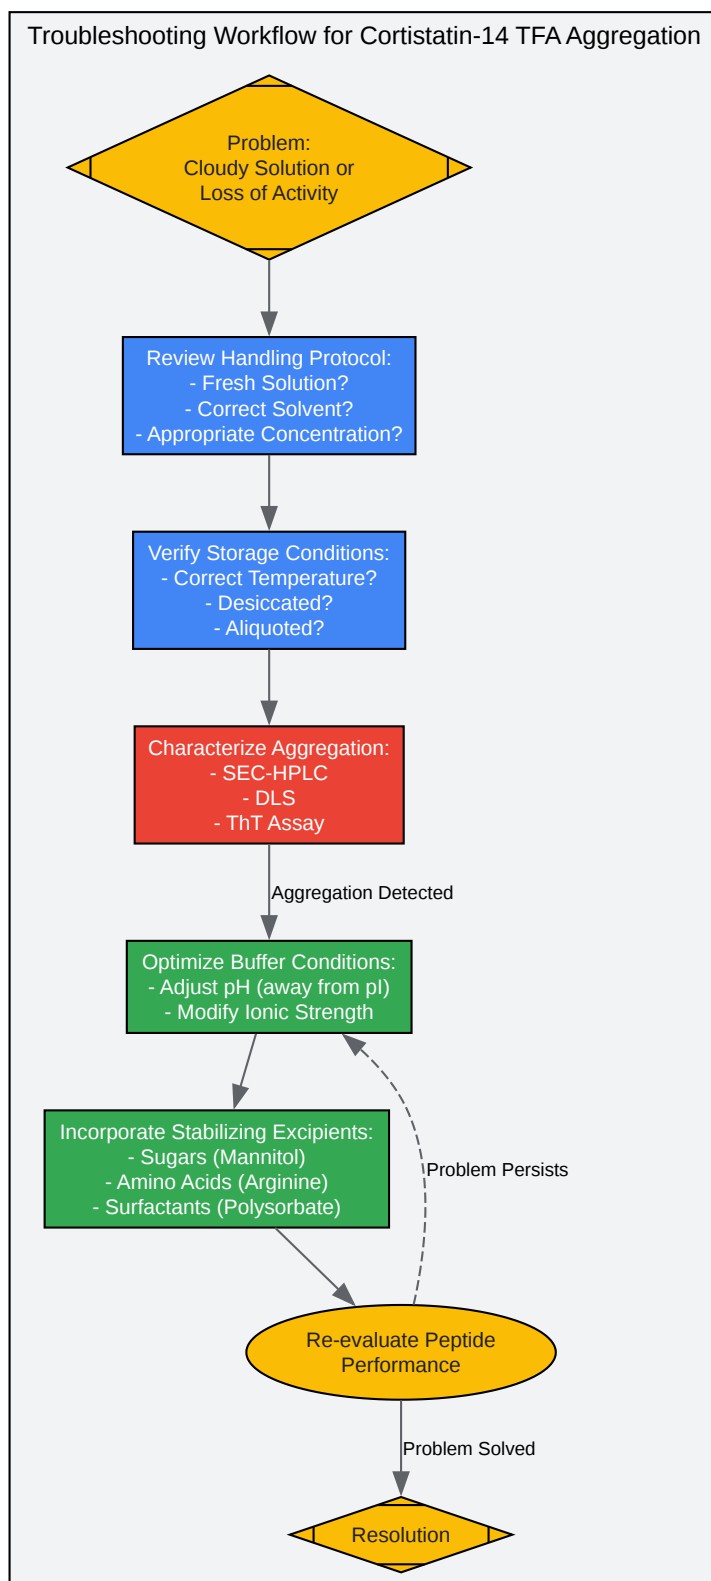 Troubleshooting Workflow for Cortistatin-14 TFA Aggregation
Problem:
Cloudy Solution or
Loss of Activity
Review Handling Protocol:
- Fresh Solution?
- Correct Solvent?
- Appropriate Concentration?
Verify Storage Conditions:
- Correct Temperature?
- Desiccated?
- Aliquoted?
Characterize Aggregation:
- SEC-HPLC
- DLS
- ThT Assay
Aggregation Detected
Optimize Buffer Conditions:
- Adjust pH (away from pI)
- Modify Ionic Strength
Incorporate Stabilizing Excipients:
- Sugars (Mannitol)
- Amino Acids (Arginine)
- Surfactants (Polysorbate)
Problem Persists
Re-evaluate Peptide
Performance
Problem Solved
Resolution